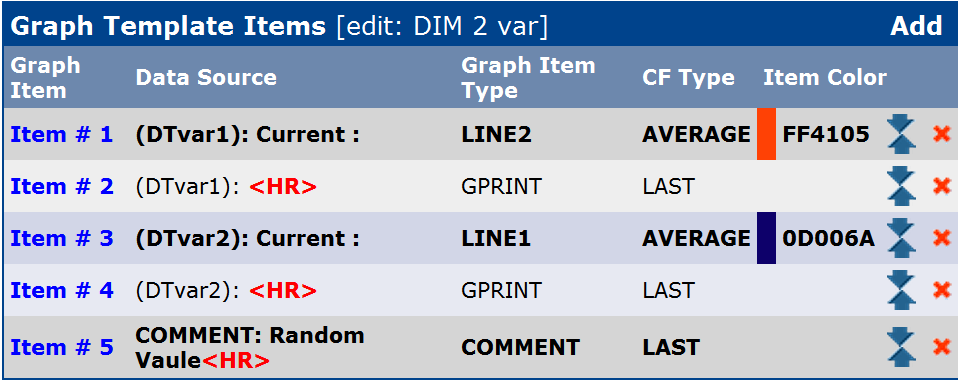 Graph Template Items [edit: DIM 2 var] Add
Graph Item Data Source Graph Item Type CF Type Item Color
Item # 1 (DTvar1): Current : LINE2 AVERAGE FF4105
Item # 2 (DTvar1): <HR> GPRINT LAST
Item # 3 (DTvar2): Current : LINE1 AVERAGE 0D006A
Item # 4 (DTvar2): <HR> GPRINT LAST
Item # 5 COMMENT: Random Vaule<HR> COMMENT LAST